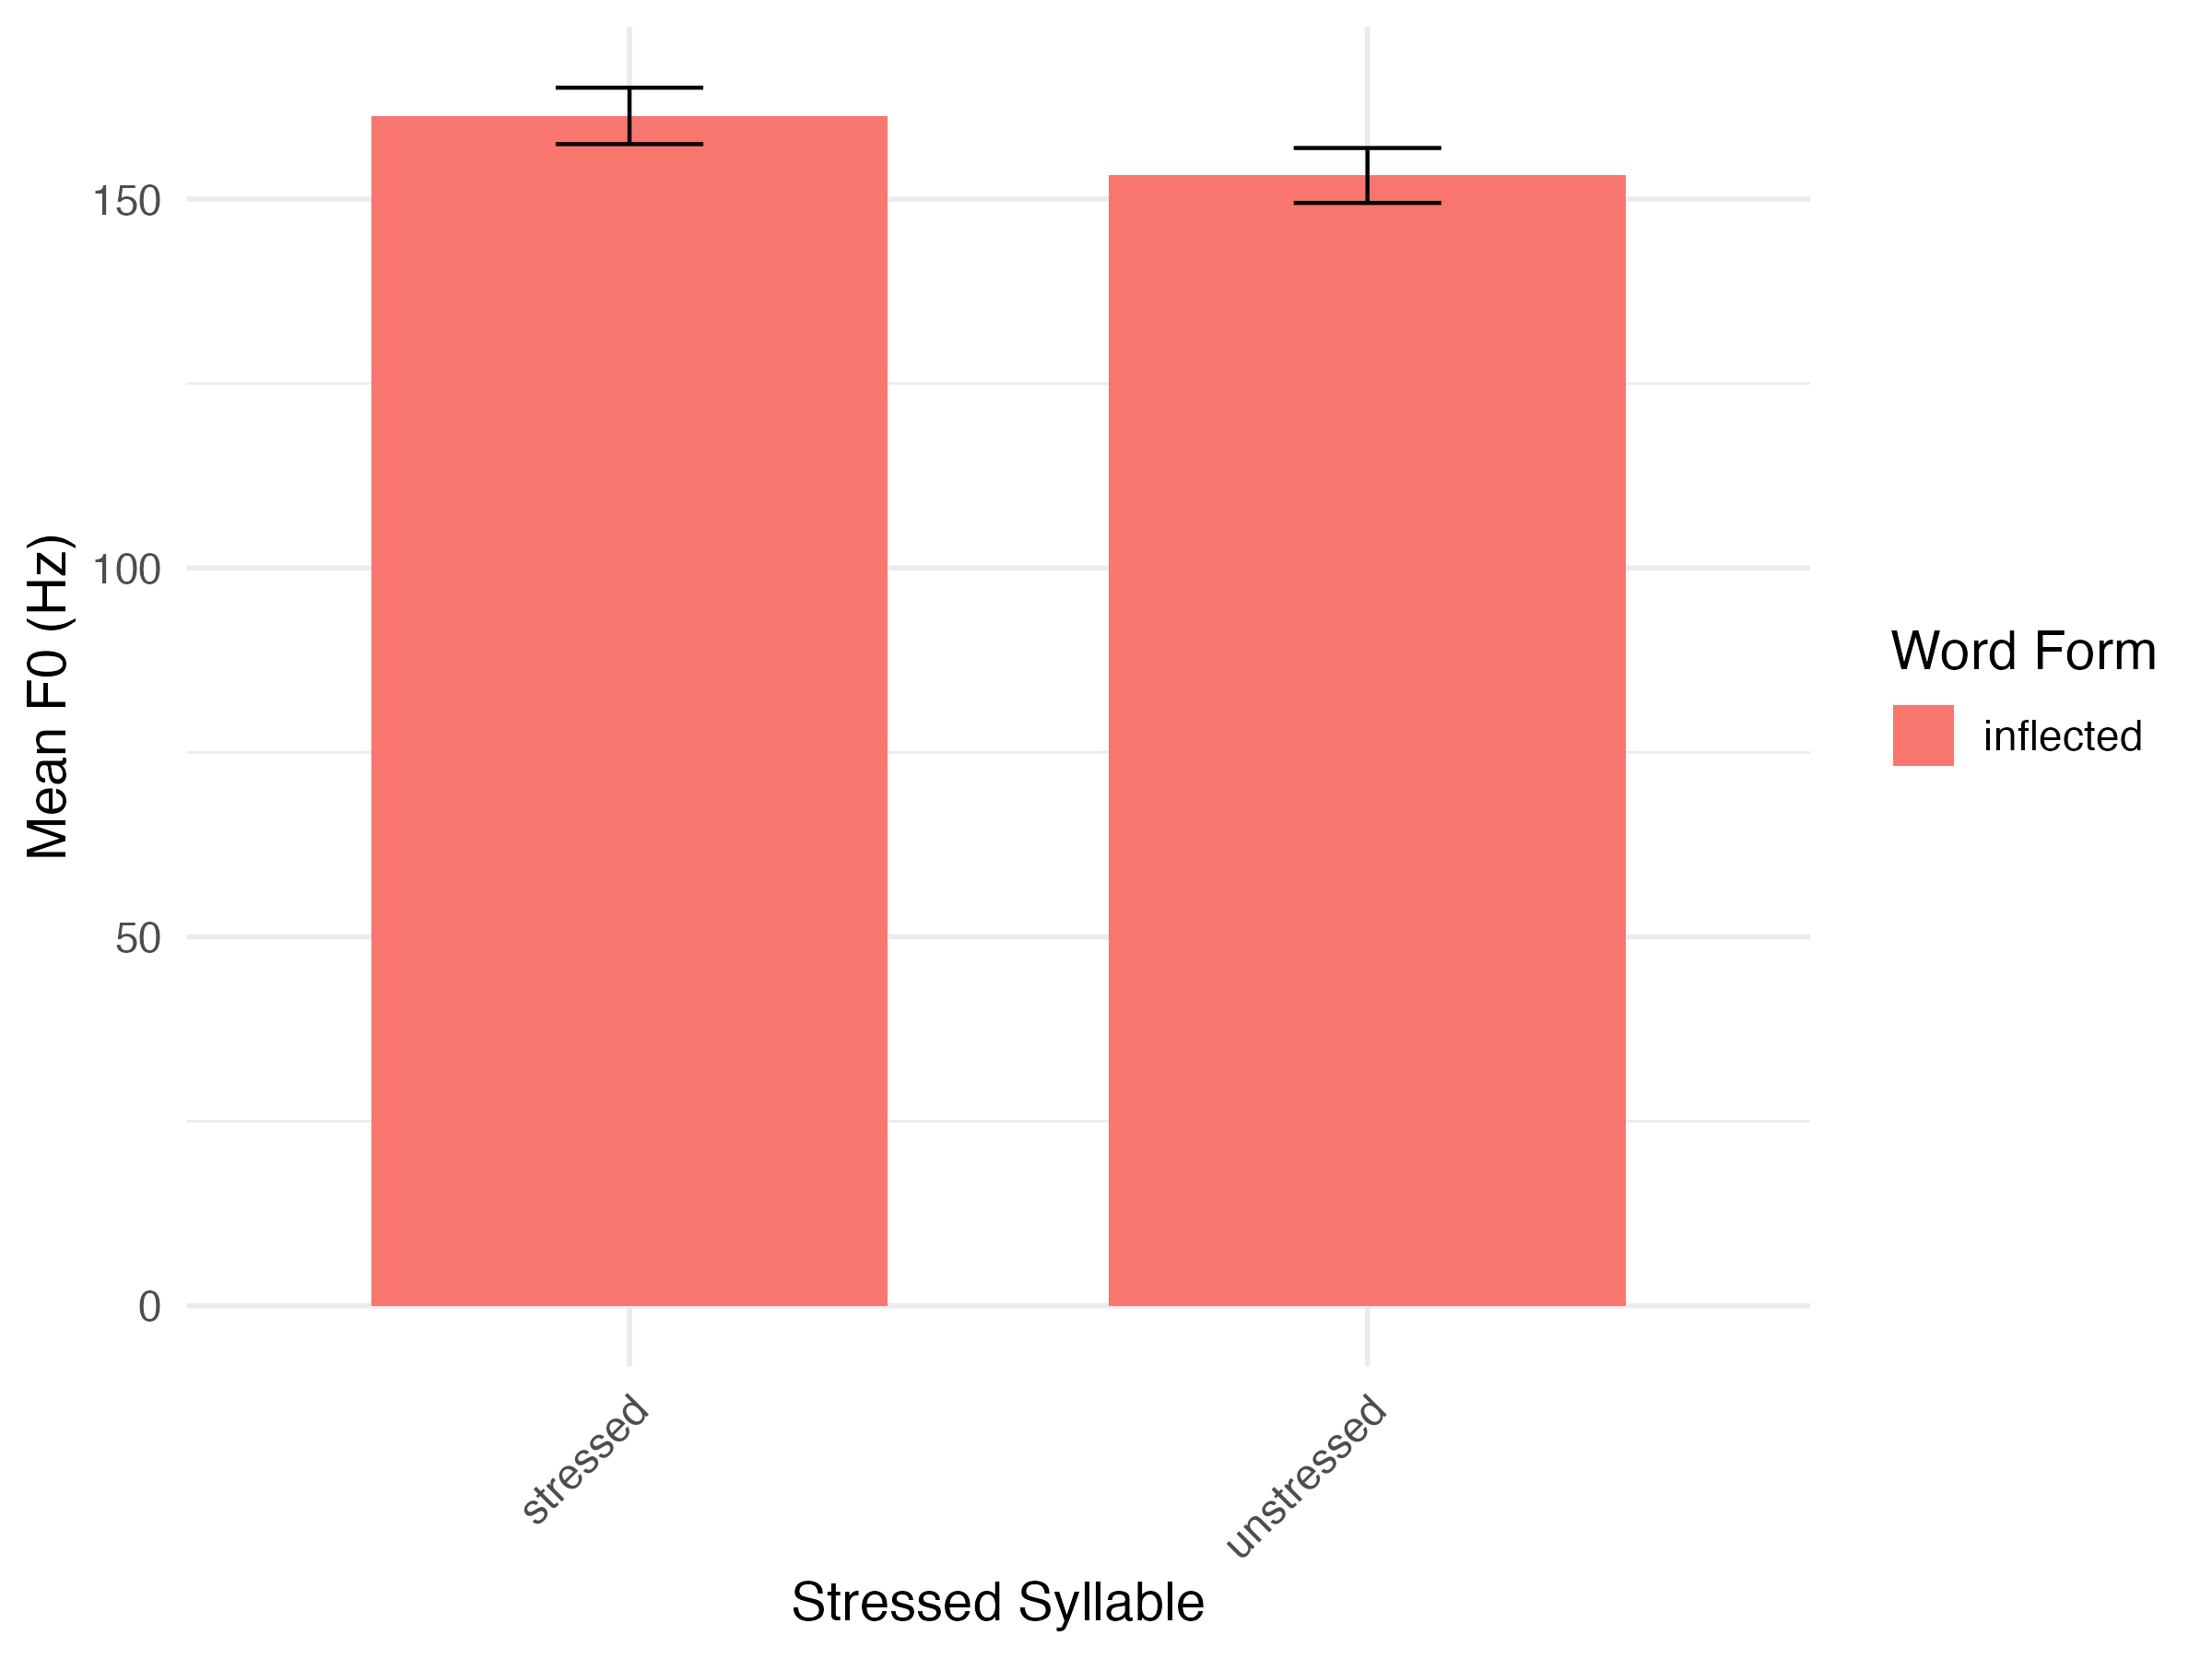 Mean F0 (Hz)
150
100
50
0
stressed
unstressed
Stressed Syllable
Word Form
inflected